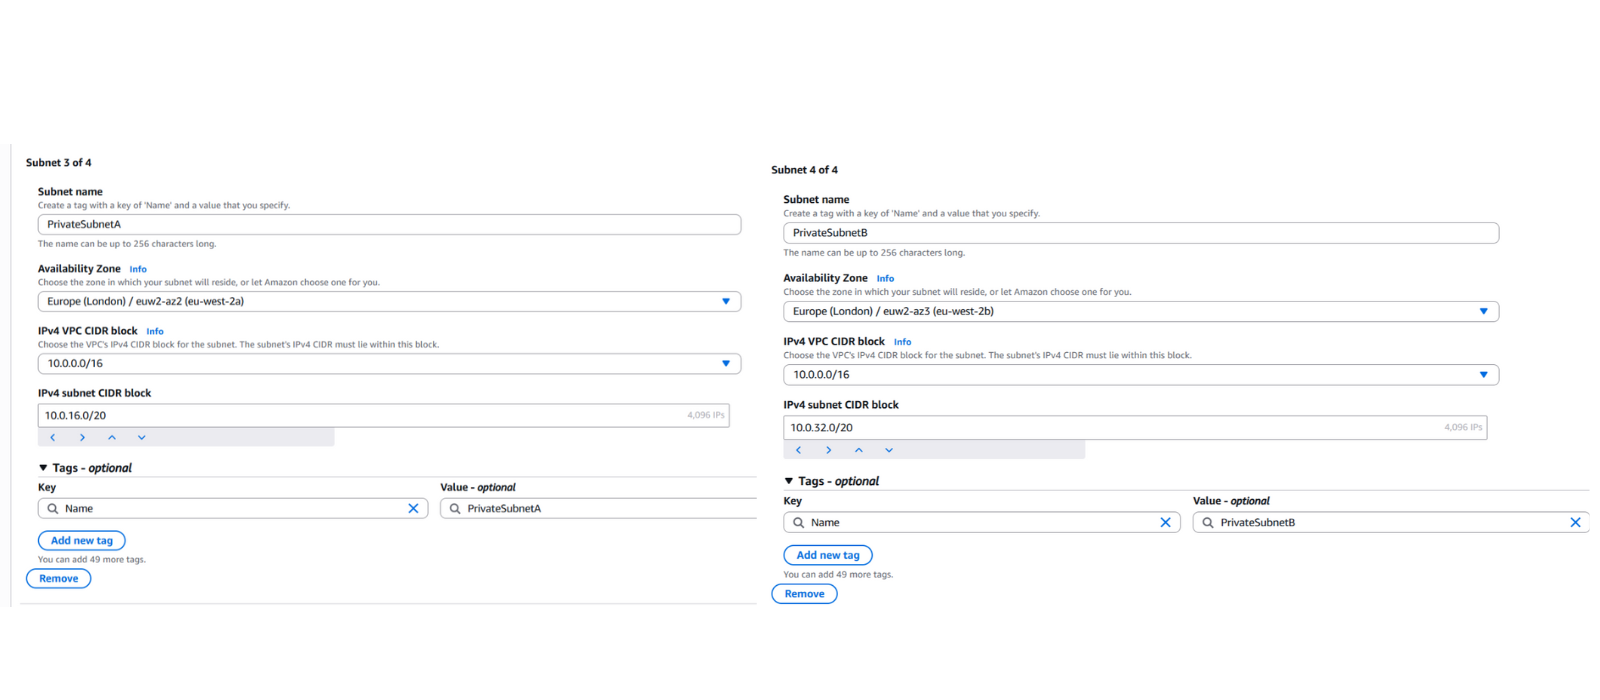 Subnet 3 of 4
Subnet name
Create a tag with a key of 'Name' and a value that you specify.
PrivateSubnetA
The name can be up to 256 characters long.
Availability Zone Info
Choose the zone in which your subnet will reside, or let Amazon choose one for you.
Europe (London) / euw2-az2 (eu-west-2a)
IPv4 VPC CIDR block Info
Choose the VPC's IPv4 CIDR block for the subnet. The subnet's IPv4 CIDR must lie within this block.
10.0.0.0/16
IPv4 subnet CIDR block
10.0.16.0/20 4,096 IPs
Tags - optional
Key Value - optional
Name PrivateSubnetA
Add new tag
You can add 49 more tags.
Remove
Subnet 4 of 4
Subnet name
Create a tag with a key of 'Name' and a value that you specify.
PrivateSubnetB
The name can be up to 256 characters long.
Availability Zone Info
Choose the zone in which your subnet will reside, or let Amazon choose one for you.
Europe (London) / euw2-az3 (eu-west-2b)
IPv4 VPC CIDR block Info
Choose the VPC's IPv4 CIDR block for the subnet. The subnet's IPv4 CIDR must lie within this block.
10.0.0.0/16
IPv4 subnet CIDR block
10.0.32.0/20 4,096 IPs
Tags - optional
Key Value - optional
Name PrivateSubnetB
Add new tag
You can add 49 more tags.
Remove